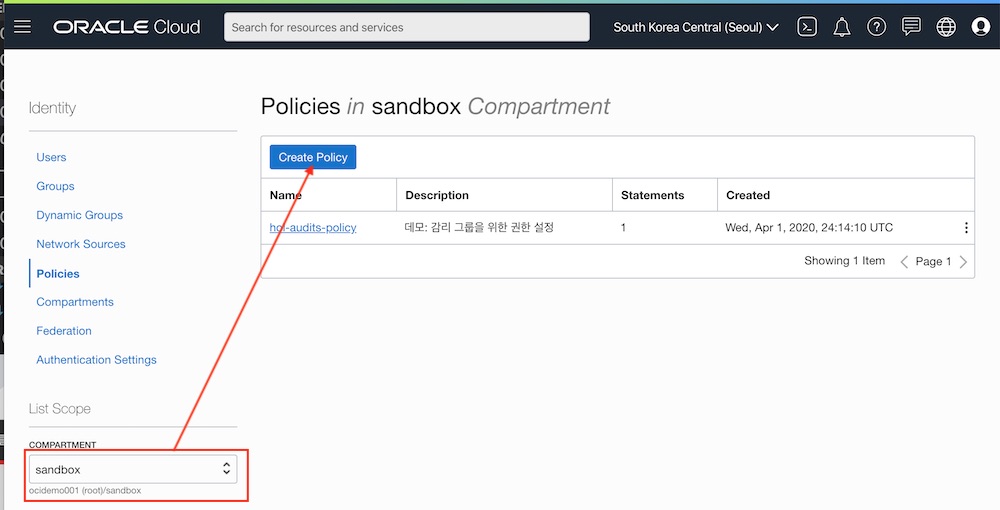 ORACLE Cloud
Search for resources and services
South Korea Central (Seoul)
Identity
Users
Groups
Dynamic Groups
Network Sources
Policies
Compartments
Federation
Authentication Settings
List Scope
COMPARTMENT
sandbox
ocidemo001 (root)/sandbox
Policies in sandbox Compartment
Create Policy
Name Description Statements Created
hol-audits-policy 데모: 감리 그룹을 위한 권한 설정 1 Wed, Apr 1, 2020, 24:14:10 UTC
Showing 1 Item Page 1